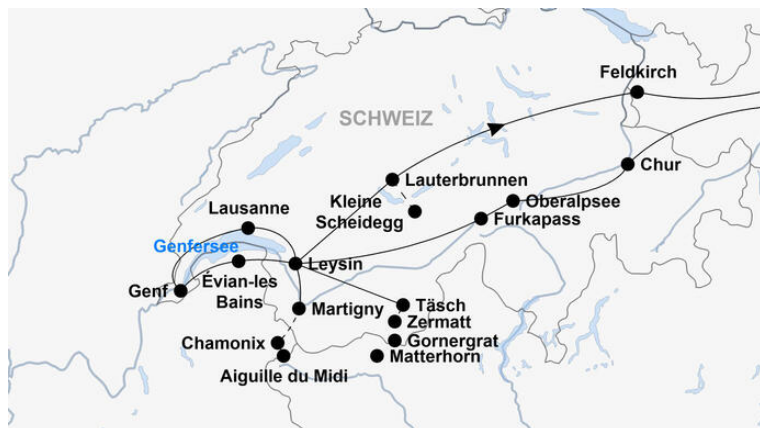 Feldkirch
SCHWEIZ
Chur
Lauterbrunnen
Kleine
Scheidegg
Oberalpsee
Furkapass
Lausanne
Genfersee
Leysin
Évian-les
Bains
Genf
Martigny
Täsch
Zermatt
Chamonix
Gornergrat
Matterhorn
Aiguille du Midi